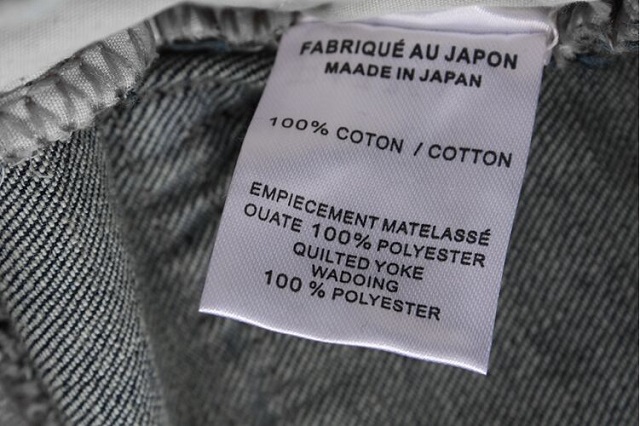 FABRIQUÉ AU JAPON
MAADE IN JAPAN
100% COTON / COTTON
EMPIECEMENT MATELASSÉ
OUATE 100% POLYESTER
QUILTED YOKE
WADOING
100 % POLYESTER